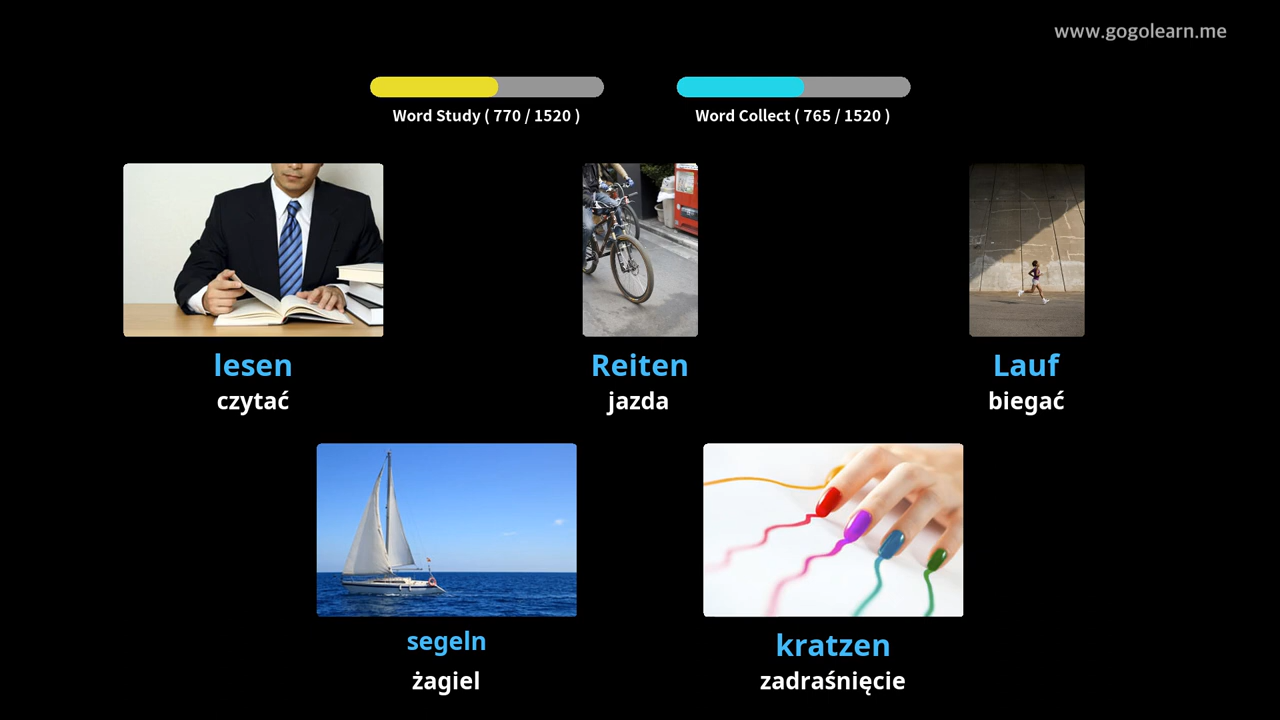 www.gogolearn.me
Word Study ( 770 / 1520 )
Word Collect ( 765 / 1520 )
lesen
czytać
Reiten
jazda
Lauf
biegać
segeln
żagiel
kratzen
zadraśnięcie